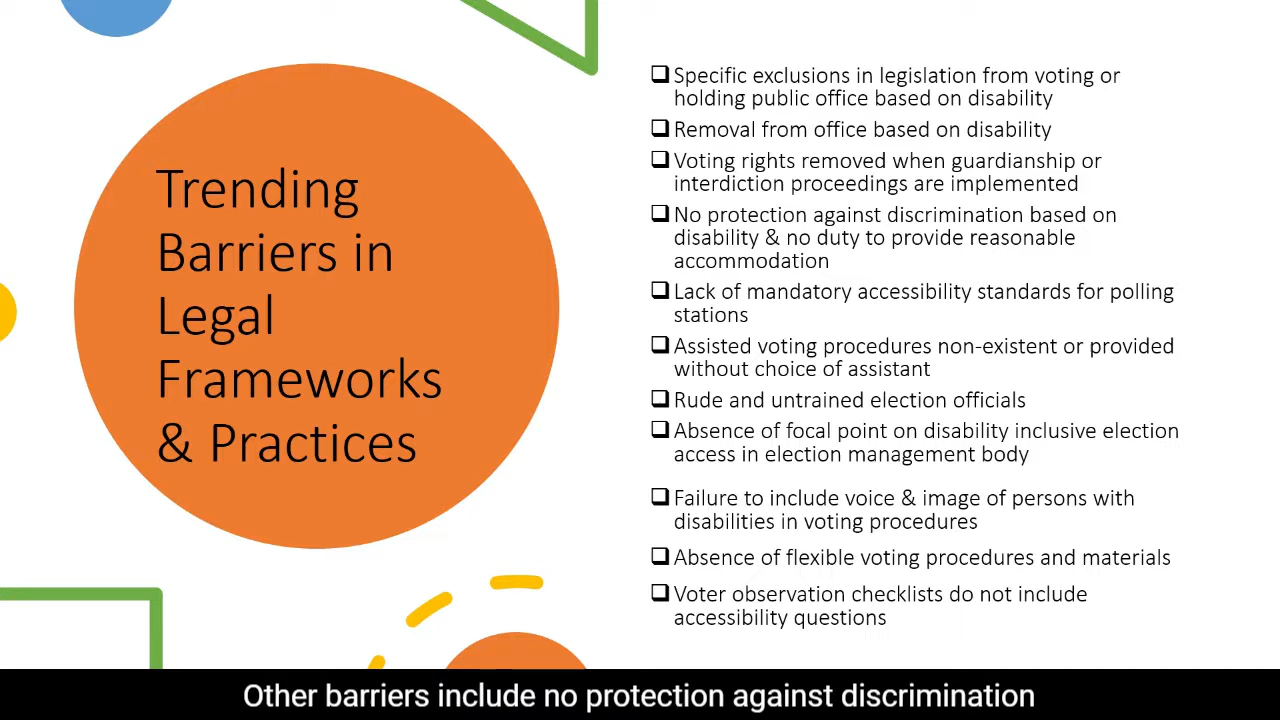 Trending
Barriers in
Legal
Frameworks
& Practices
Specific exclusions in legislation from voting or
holding public office based on disability
Removal from office based on disability
Voting rights removed when guardianship or
interdiction proceedings are implemented
No protection against discrimination based on
disability & no duty to provide reasonable
accommodation
Lack of mandatory accessibility standards for polling
stations
Assisted voting procedures non-existent or provided
without choice of assistant
Rude and untrained election officials
Absence of focal point on disability inclusive election
access in election management body
Failure to include voice & image of persons with
disabilities in voting procedures
Absence of flexible voting procedures and materials
Voter observation checklists do not include
accessibility questions
Other barriers include no protection against discrimination